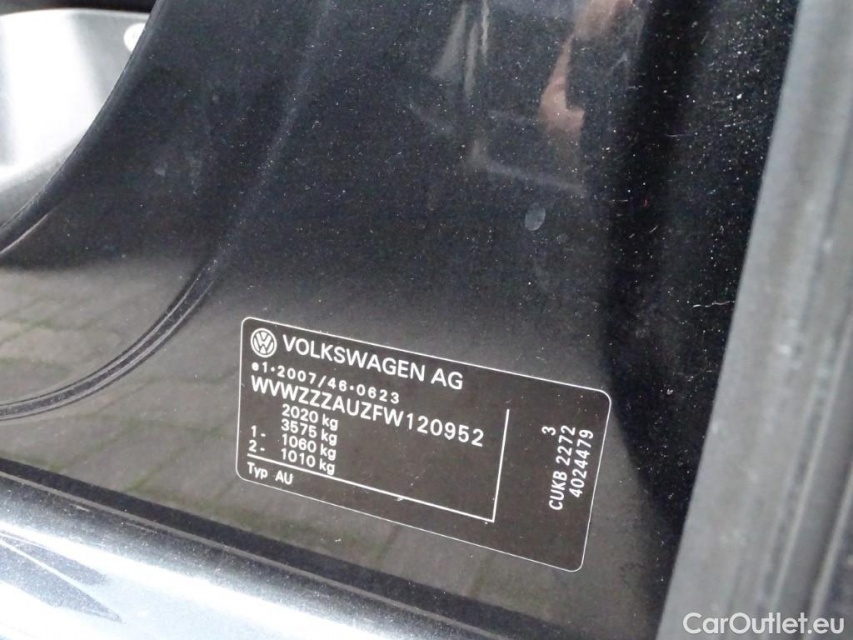 VOLKSWAGEN AG
e1*2007/46*0623
WVWZZZAUZFW120952
2020 kg
3575 kg
1- 1060 kg
2- 1010 kg
Typ AU
3
CUKB 2272
4024479
CarOutlet.eu